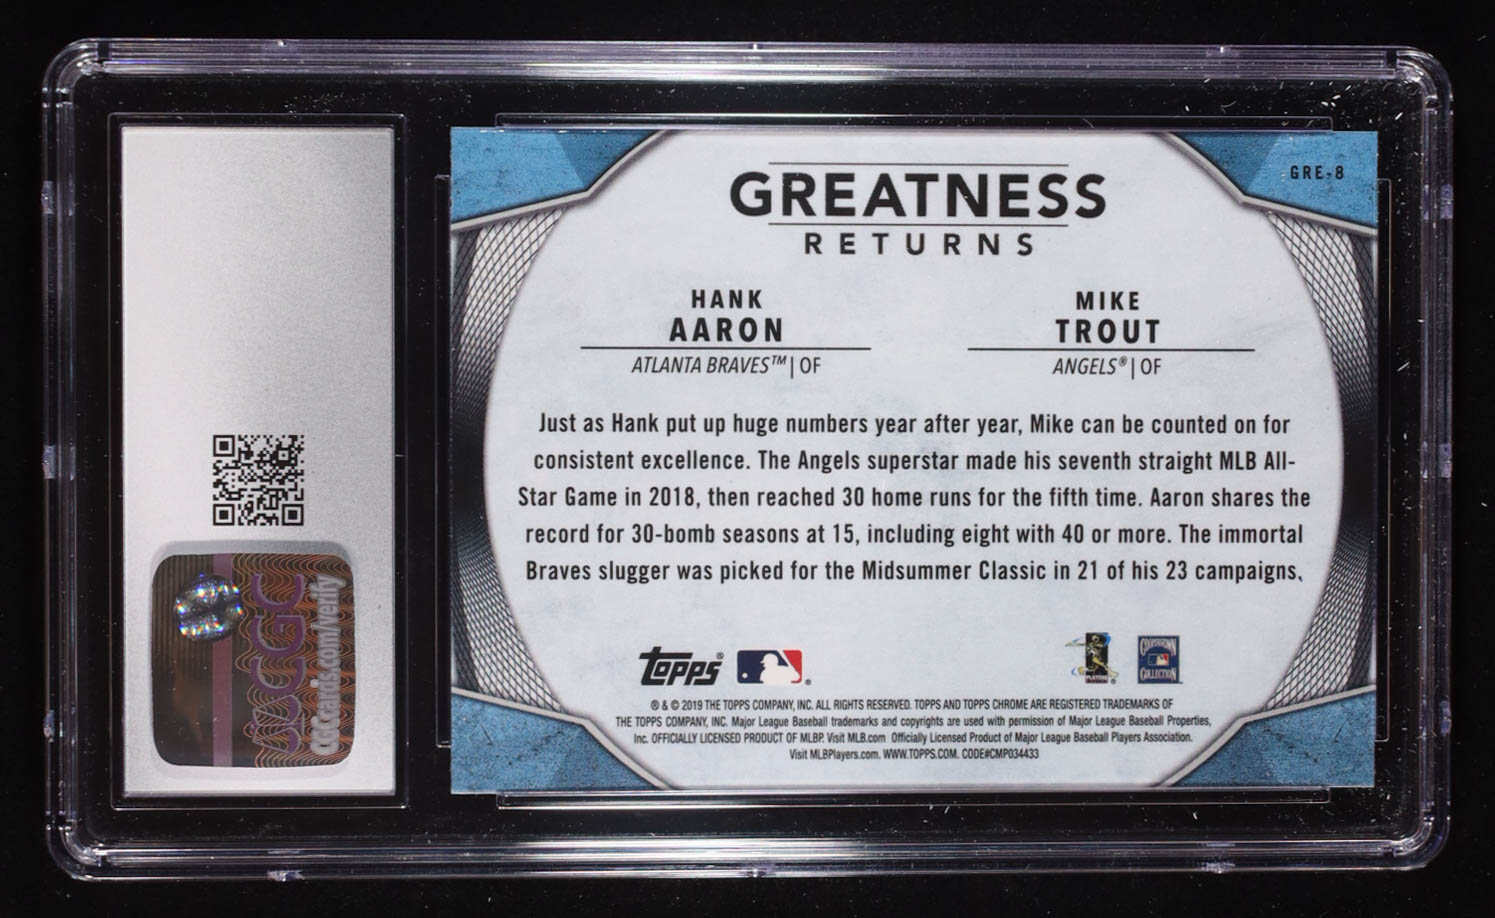 GRE-8
GREATNESS
RETURNS
HANK
AARON
ATLANTA BRAVES™ | OF
MIKE
TROUT
ANGELS® | OF
Just as Hank put up huge numbers year after year, Mike can be counted on for
consistent excellence. The Angels superstar made his seventh straight MLB All-
Star Game in 2018, then reached 30 home runs for the fifth time. Aaron shares the
record for 30-bomb seasons at 15, including eight with 40 or more. The immortal
Braves slugger was picked for the Midsummer Classic in 21 of his 23 campaigns.
topps®
® & © 2019 THE TOPPS COMPANY, INC. ALL RIGHTS RESERVED. TOPPS AND TOPPS CHROME ARE REGISTERED TRADEMARKS OF
THE TOPPS COMPANY, INC. Major League Baseball trademarks and copyrights are used with permission of Major League Baseball Properties,
Inc. OFFICIALLY LICENSED PRODUCT OF MLBP. Visit MLB.com Officially Licensed Product of Major League Baseball Players Association.
Visit MLBPlayers.com. WWW.TOPPS.COM. CODE#CMP034433
COOPERSTOWN
COLLECTION
CGC
CGCcards.com/verify